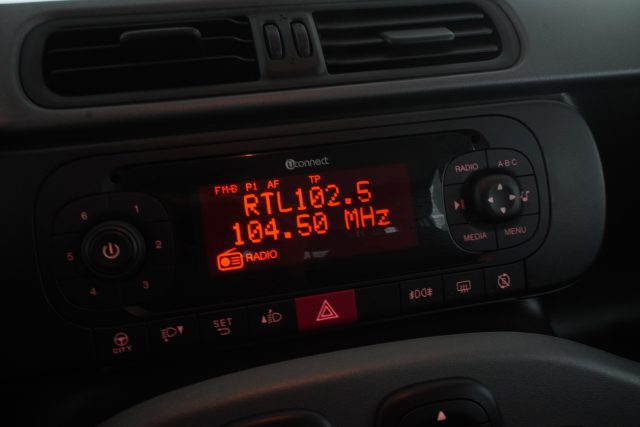 uconnect
FM-B P1 AF TP
RTL102.5
104.50 MHz
RADIO
6 1
5 2
4 3
RADIO A·B·C
MEDIA MENU
CITY
SET